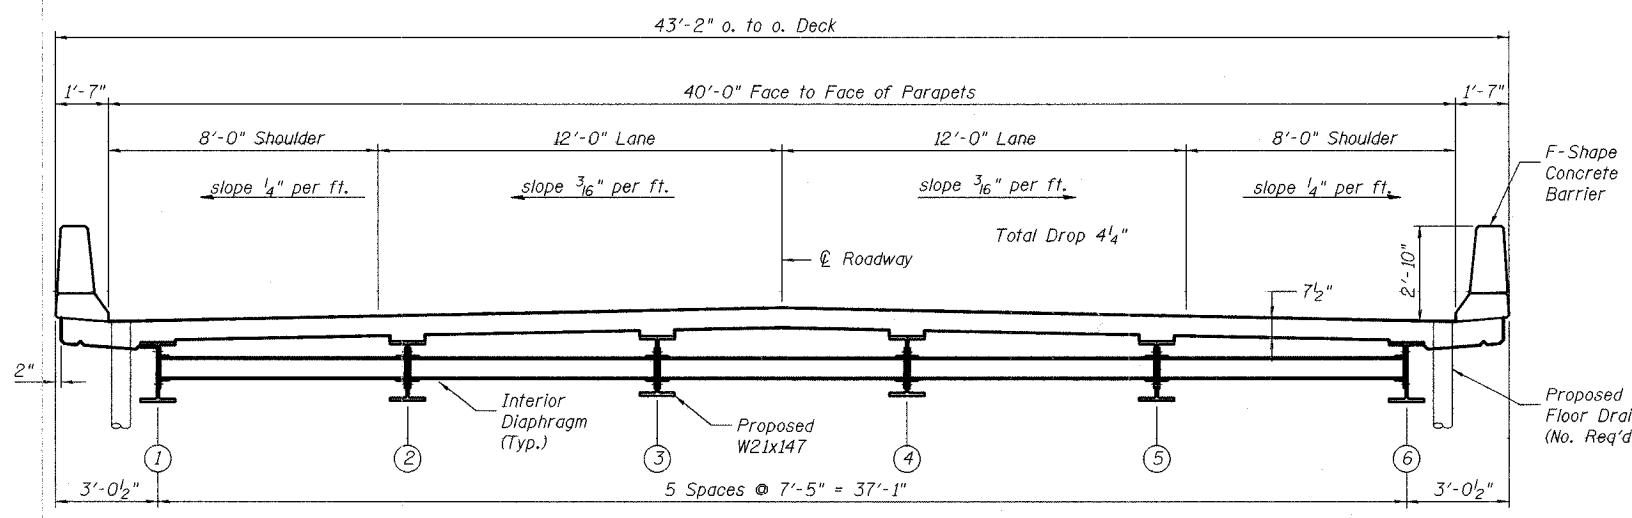 43'-2" o. to o. Deck
1'-7"
40'-0" Face to Face of Parapets
1'-7"
8'-0" Shoulder
12'-0" Lane
12'-0" Lane
8'-0" Shoulder
F-Shape
Concrete
Barrier
slope 1/4" per ft.
slope 3/16" per ft.
slope 3/16" per ft.
slope 1/4" per ft.
Total Drop 4 1/4"
℄ Roadway
2'-10"
7 1/2"
2"
Interior
Diaphragm
(Typ.)
Proposed
W21x147
Proposed
Floor Drai
(No. Req'd
1
2
3
4
5
6
3'-0 1/2"
5 Spaces @ 7'-5" = 37'-1"
3'-0 1/2"